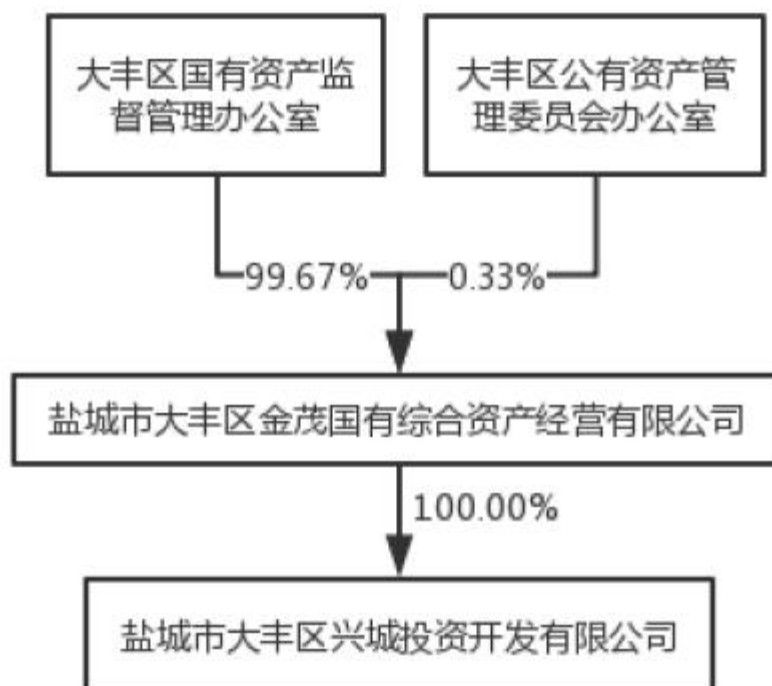 大丰区国有资产监
督管理办公室
大丰区公有资产管
理委员会办公室
99.67%
0.33%
盐城市大丰区金茂国有综合资产经营有限公司
100.00%
盐城市大丰区兴城投资开发有限公司